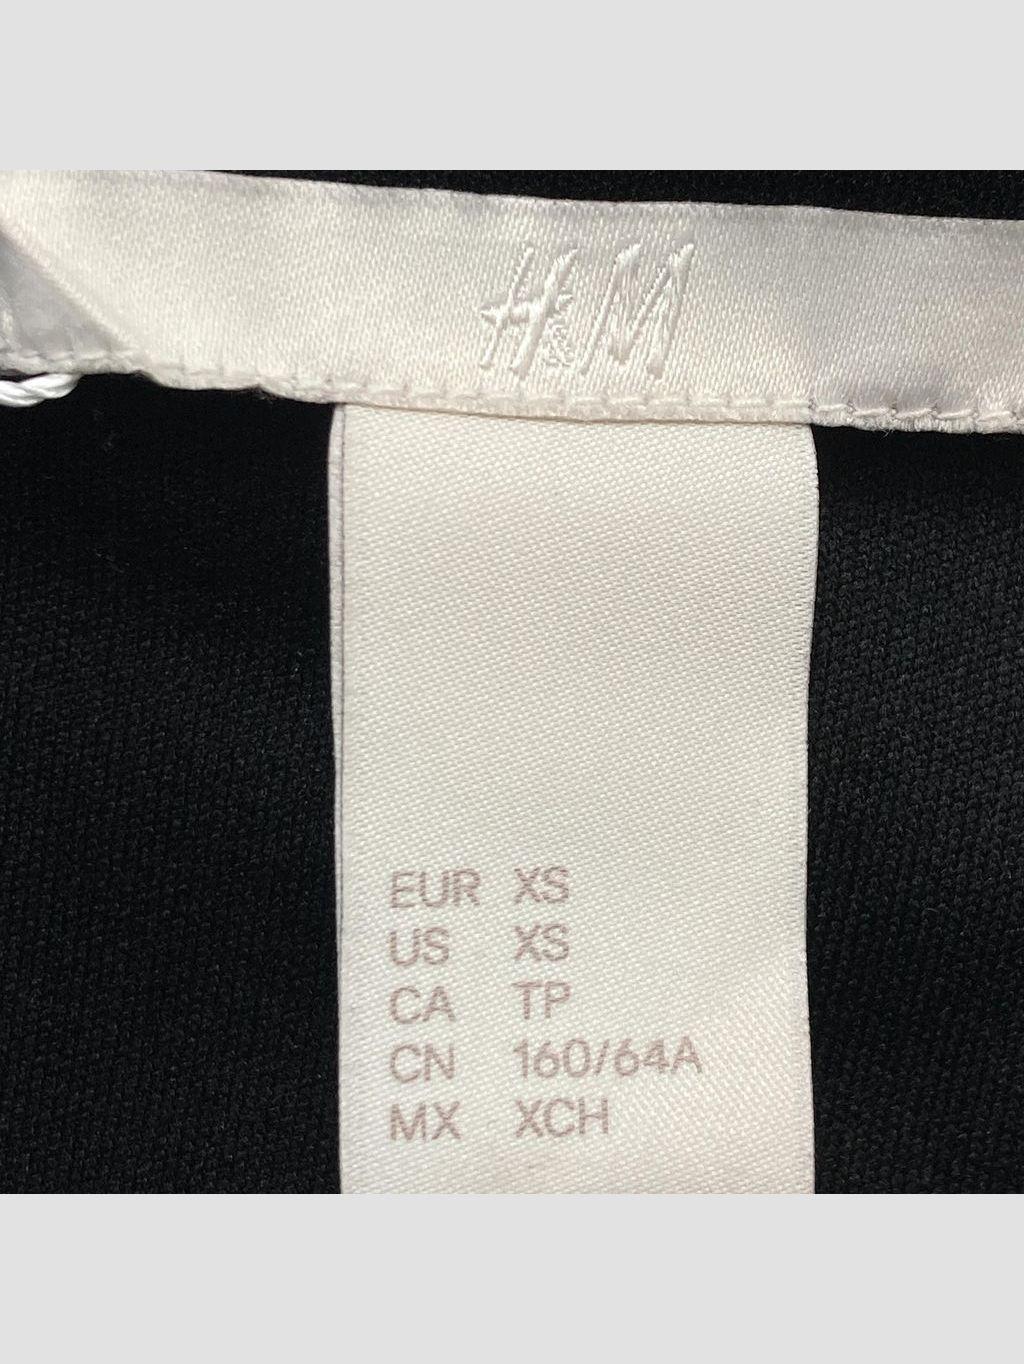 H&M
EUR XS
US XS
CA TP
CN 160/64A
MX XCH